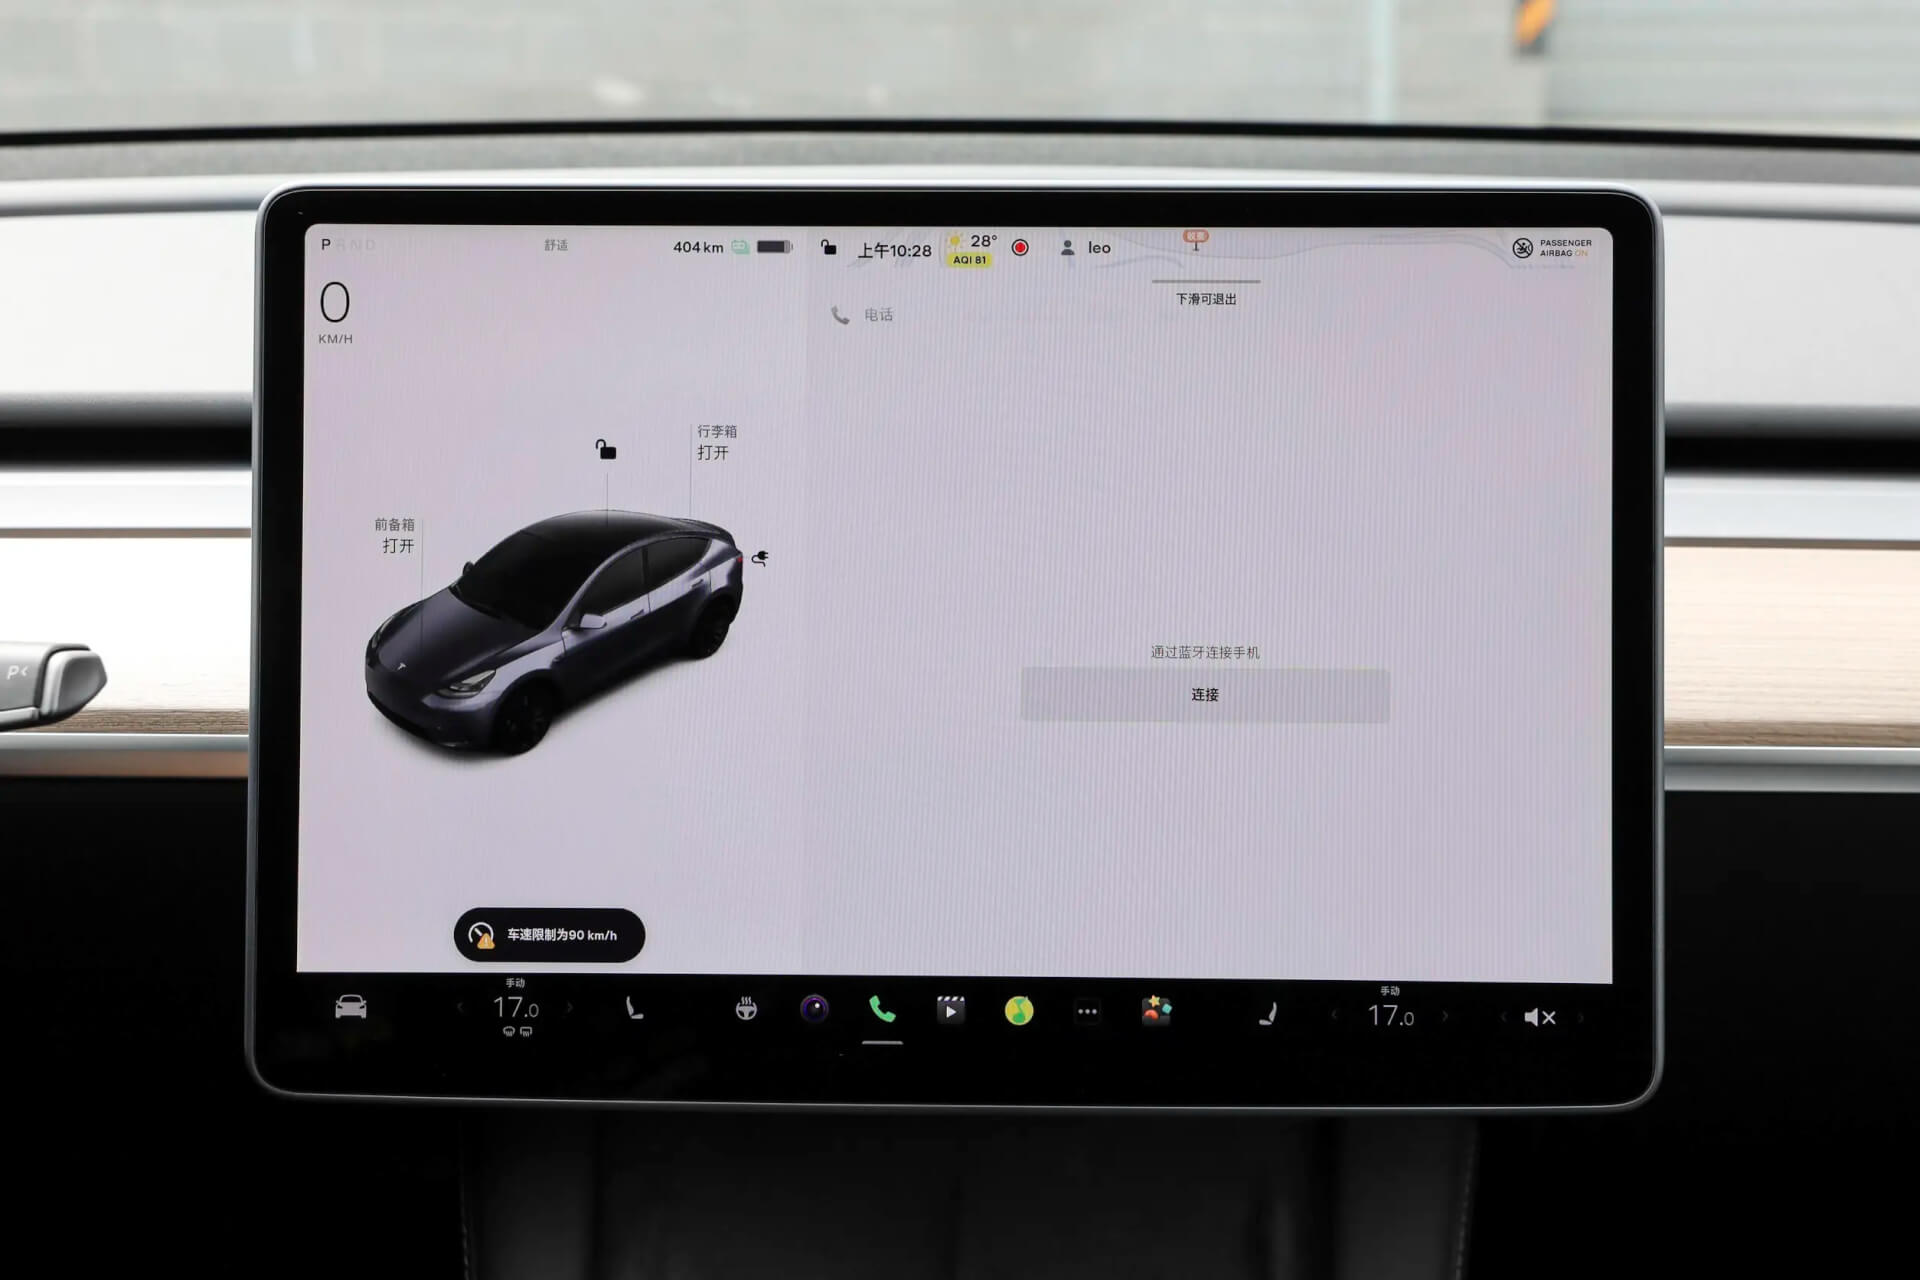 P R N D
舒适
404 km
上午10:28
28°
AQI 81
leo
收费
PASSENGER
AIRBAG ON
0
KM/H
电话
下滑可退出
行李箱
打开
前备箱
打开
通过蓝牙连接手机
连接
车速限制为90 km/h
P<
手动
17.0
手动
17.0